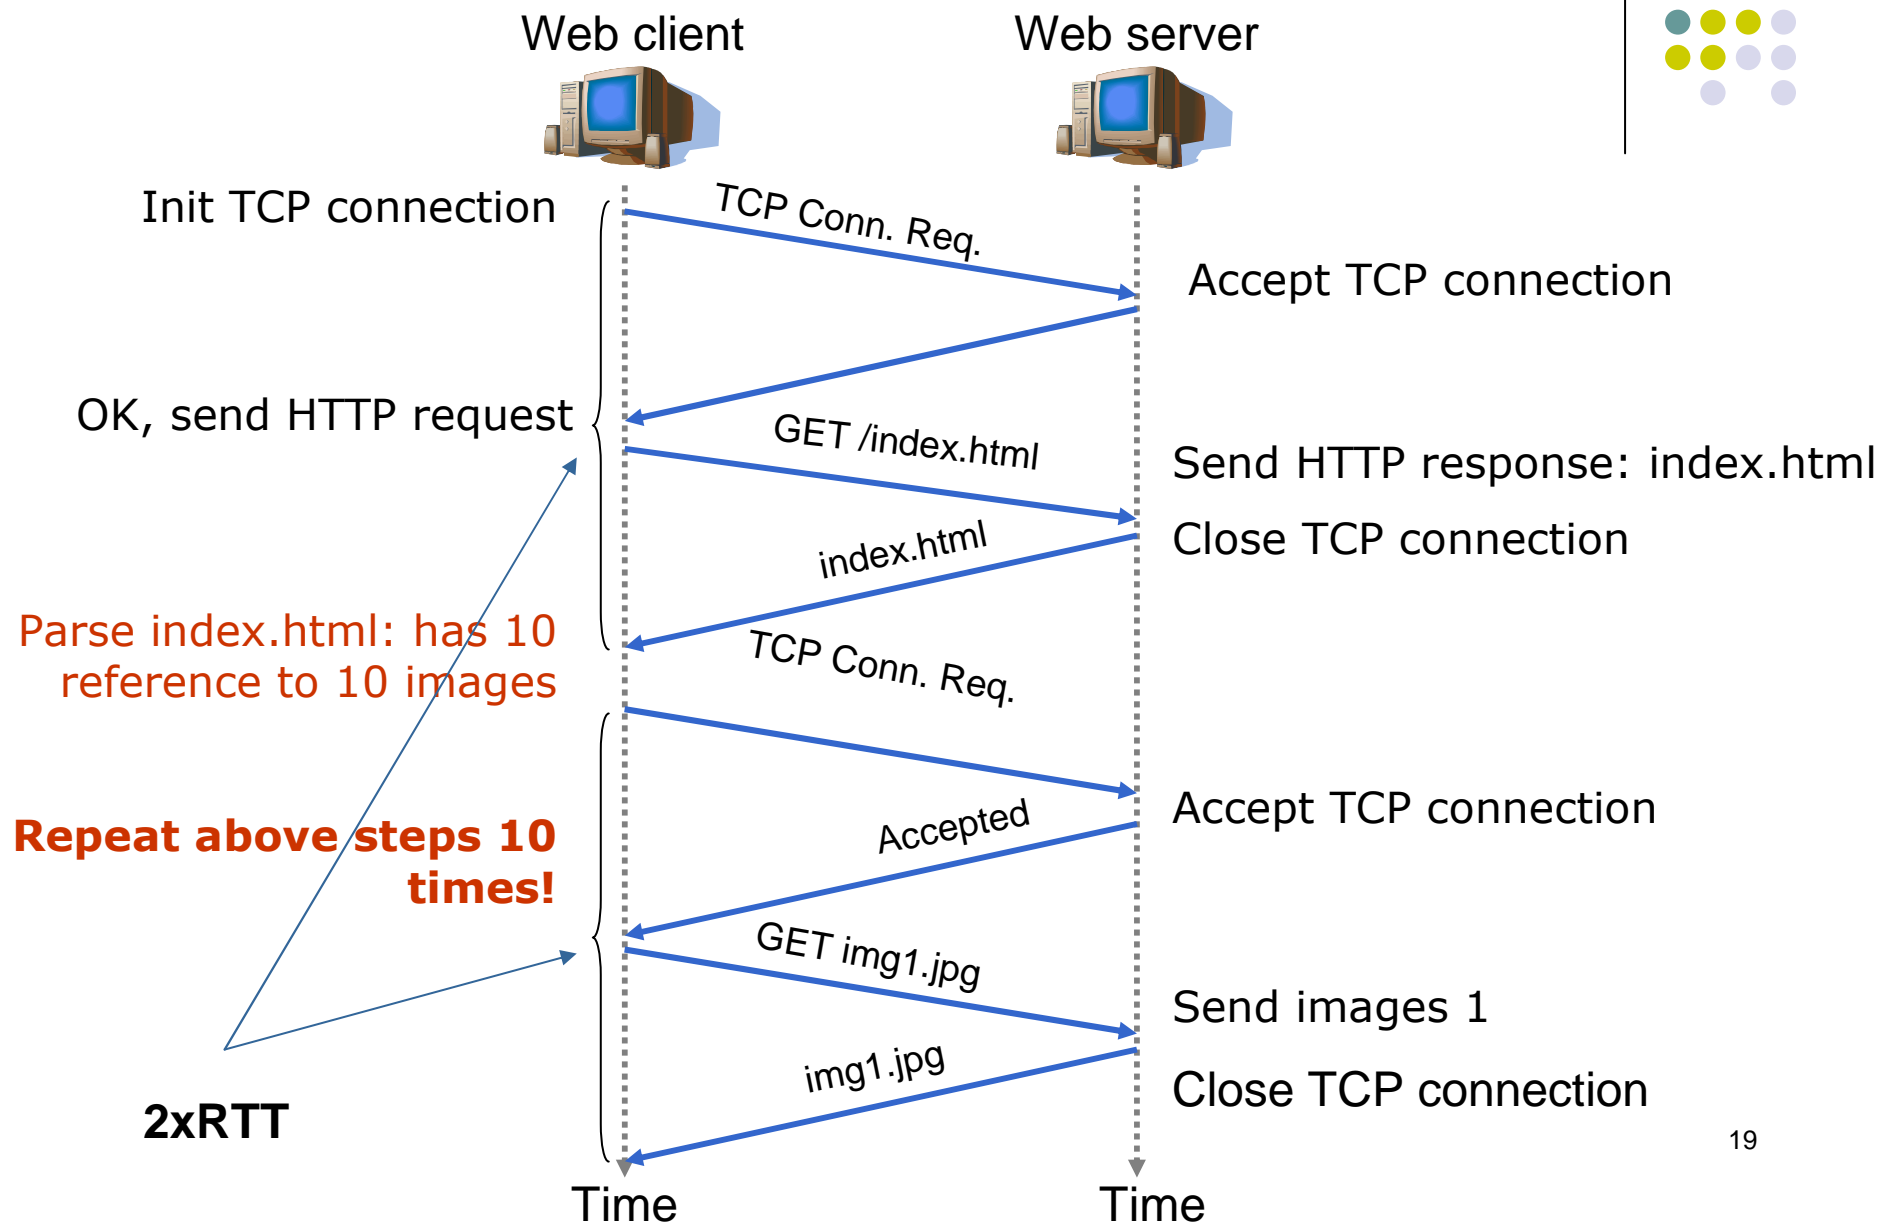 Web client
Web server
Init TCP connection
TCP Conn. Req.
Accept TCP connection
OK, send HTTP request
GET /index.html
Send HTTP response: index.html
index.html
Close TCP connection
Parse index.html: has 10
reference to 10 images
TCP Conn. Req.
Accept TCP connection
Accepted
Repeat above steps 10
times!
GET img1.jpg
Send images 1
img1.jpg
Close TCP connection
2xRTT
19
Time
Time